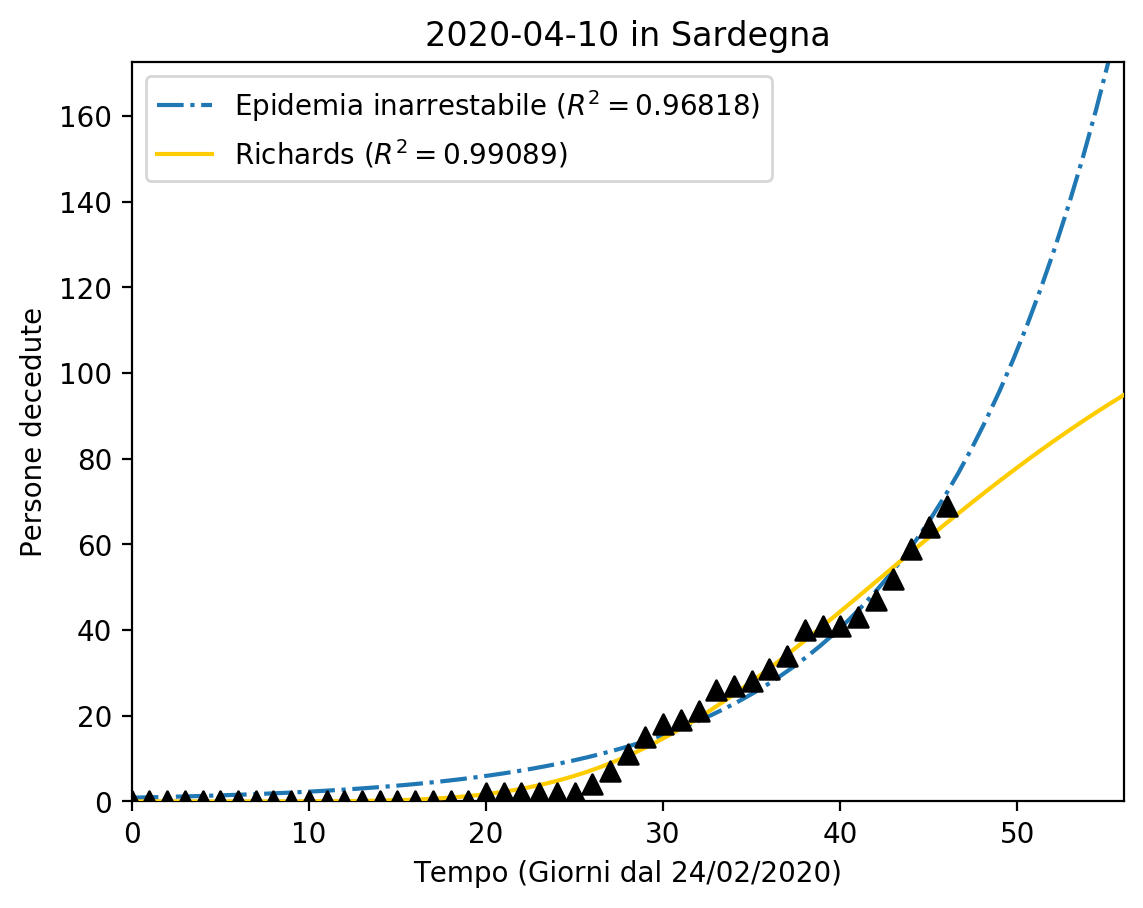 2020-04-10 in Sardegna
Epidemia inarrestabile (R² = 0.96818)
Richards (R² = 0.99089)
160
140
120
100
80
60
40
20
0
Persone decedute
0 10 20 30 40 50
Tempo (Giorni dal 24/02/2020)